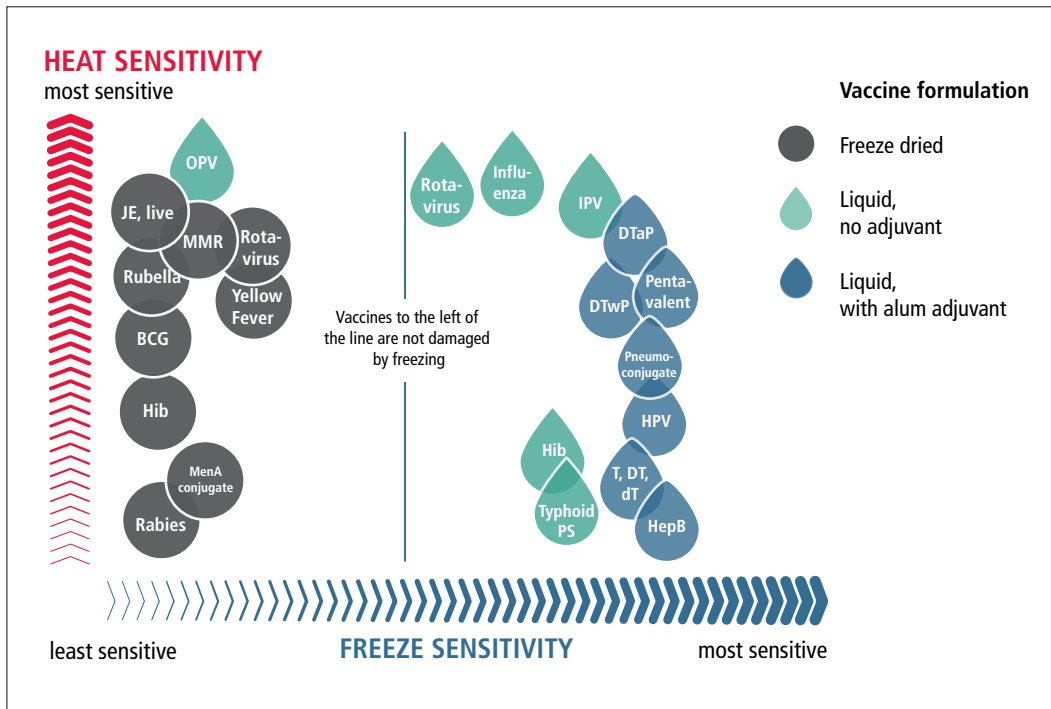 HEAT SENSITIVITY
most sensitive
Vaccine formulation
Freeze dried
Liquid,
no adjuvant
Liquid,
with alum adjuvant
OPV
JE, live
MMR
Rota-
virus
Rubella
Yellow
Fever
BCG
Hib
MenA
conjugate
Rabies
Vaccines to the left of
the line are not damaged
by freezing
Rota-
virus
Influ-
enza
IPV
DTaP
DTwP
Penta-
valent
Pneumo-
conjugate
HPV
Hib
Typhoid
PS
T, DT,
dT
HepB
least sensitive
FREEZE SENSITIVITY
most sensitive